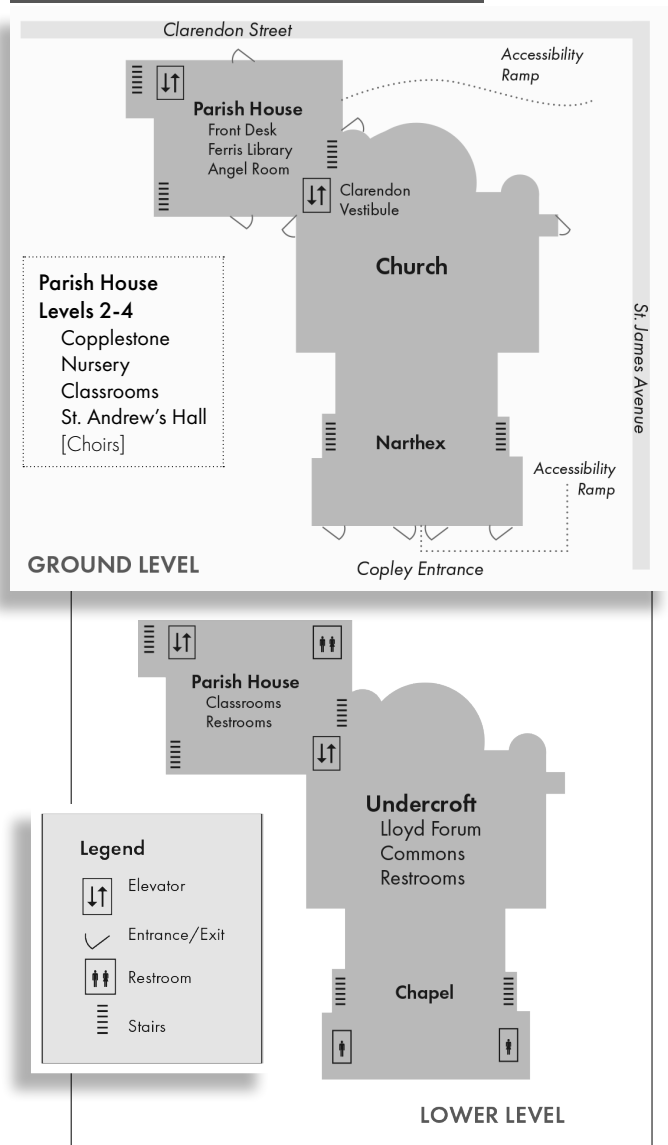 Clarendon Street
Accessibility
Ramp
Parish House
Front Desk
Ferris Library
Angel Room
Clarendon
Vestibule
Church
Parish House
Levels 2-4
Copplestone
Nursery
Classrooms
St. Andrew’s Hall
[Choirs]
St. James Avenue
Narthex
Accessibility
Ramp
Copley Entrance
GROUND LEVEL
Parish House
Classrooms
Restrooms
Undercroft
Lloyd Forum
Commons
Restrooms
Legend
Elevator
Entrance/Exit
Restroom
Stairs
Chapel
LOWER LEVEL